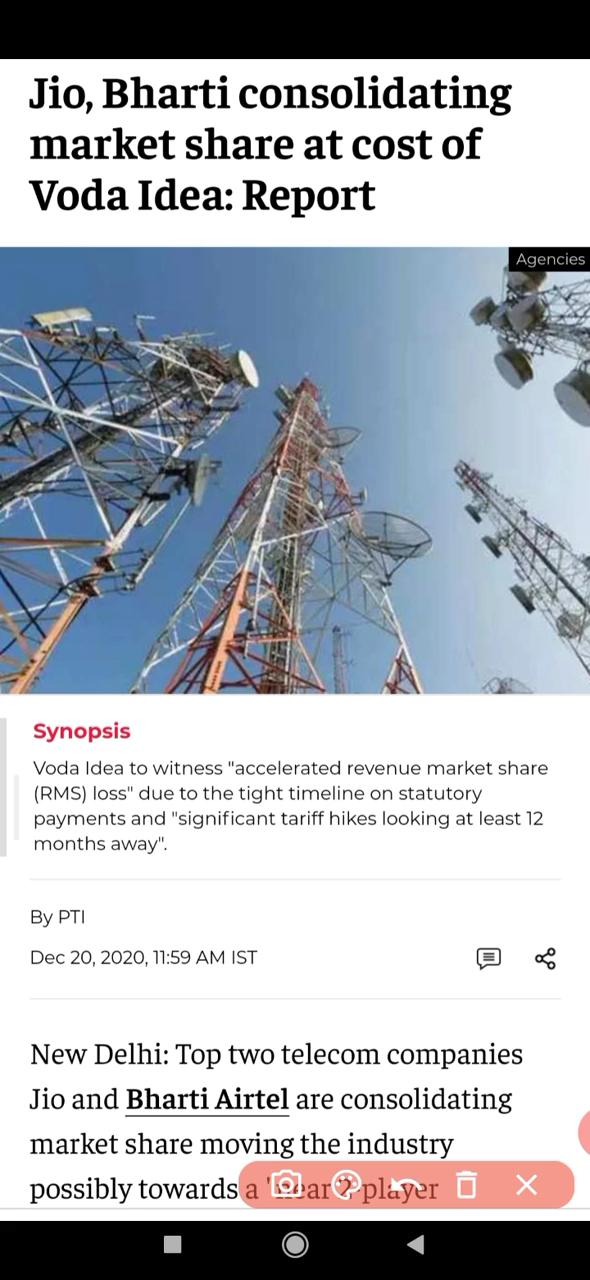 Jio, Bharti consolidating
market share at cost of
Voda Idea: Report
Agencies
Synopsis
Voda Idea to witness "accelerated revenue market share
(RMS) loss" due to the tight timeline on statutory
payments and "significant tariff hikes looking at least 12
months away".
By PTI
Dec 20, 2020, 11:59 AM IST
New Delhi: Top two telecom companies
Jio and Bharti Airtel are consolidating
market share moving the industry
possibly towards a 'near 2-player